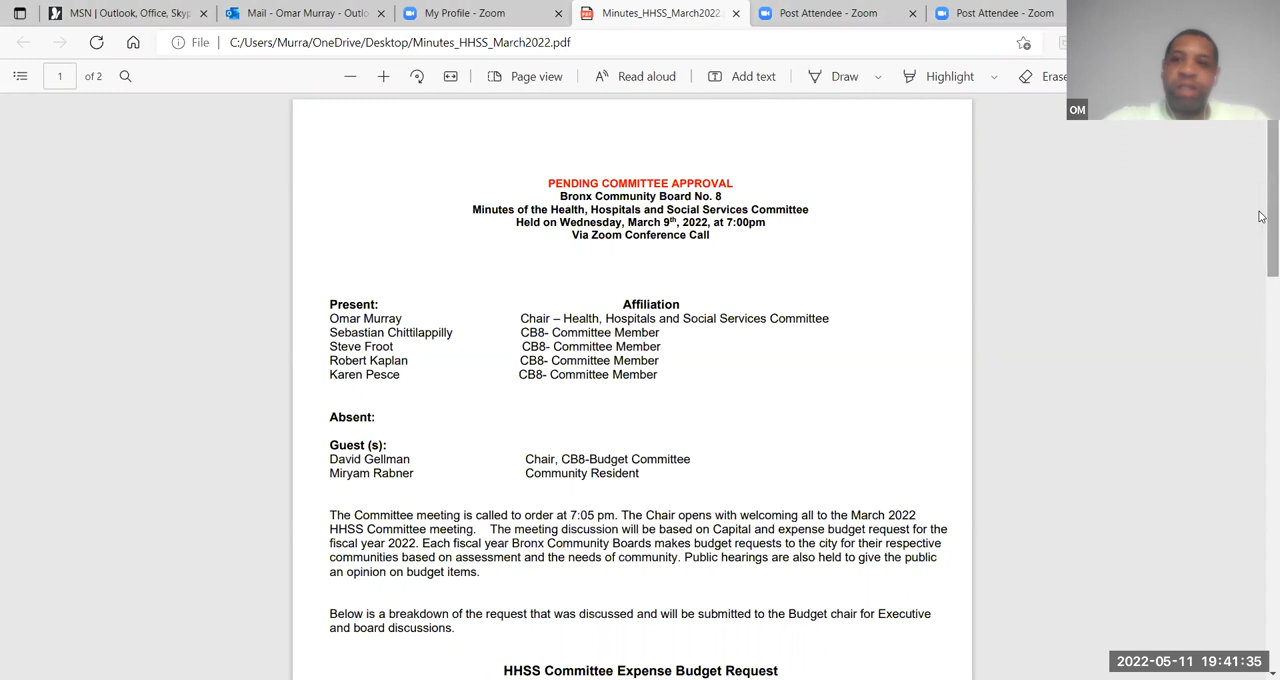 MSN | Outlook, Office, Skyp
Mail - Omar Murray - Outlo
My Profile - Zoom
Minutes_HHSS_March2022.
Post Attendee - Zoom
Post Attendee - Zoom
File
C:/Users/Murra/OneDrive/Desktop/Minutes_HHSS_March2022.pdf
1 of 2
Page view
Read aloud
Add text
Draw
Highlight
Erase
OM
PENDING COMMITTEE APPROVAL
Bronx Community Board No. 8
Minutes of the Health, Hospitals and Social Services Committee
Held on Wednesday, March 9th, 2022, at 7:00pm
Via Zoom Conference Call
Present: Affiliation
Omar Murray Chair – Health, Hospitals and Social Services Committee
Sebastian Chittilappilly CB8- Committee Member
Steve Froot CB8- Committee Member
Robert Kaplan CB8- Committee Member
Karen Pesce CB8- Committee Member
Absent:
Guest (s):
David Gellman Chair, CB8-Budget Committee
Miryam Rabner Community Resident
The Committee meeting is called to order at 7:05 pm. The Chair opens with welcoming all to the March 2022
HHSS Committee meeting. The meeting discussion will be based on Capital and expense budget request for the
fiscal year 2022. Each fiscal year Bronx Community Boards makes budget requests to the city for their respective
communities based on assessment and the needs of community. Public hearings are also held to give the public
an opinion on budget items.
Below is a breakdown of the request that was discussed and will be submitted to the Budget chair for Executive
and board discussions.
HHSS Committee Expense Budget Request
2022-05-11 19:41:35